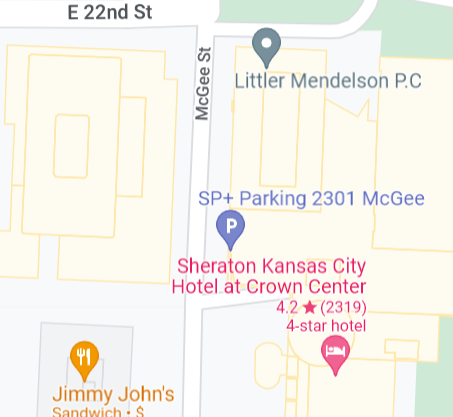 E 22nd St
McGee St
Littler Mendelson P.C
SP+ Parking 2301 McGee
P
Sheraton Kansas City
Hotel at Crown Center
4.2 ★ (2319)
4-star hotel
Jimmy John's
Sandwich • $